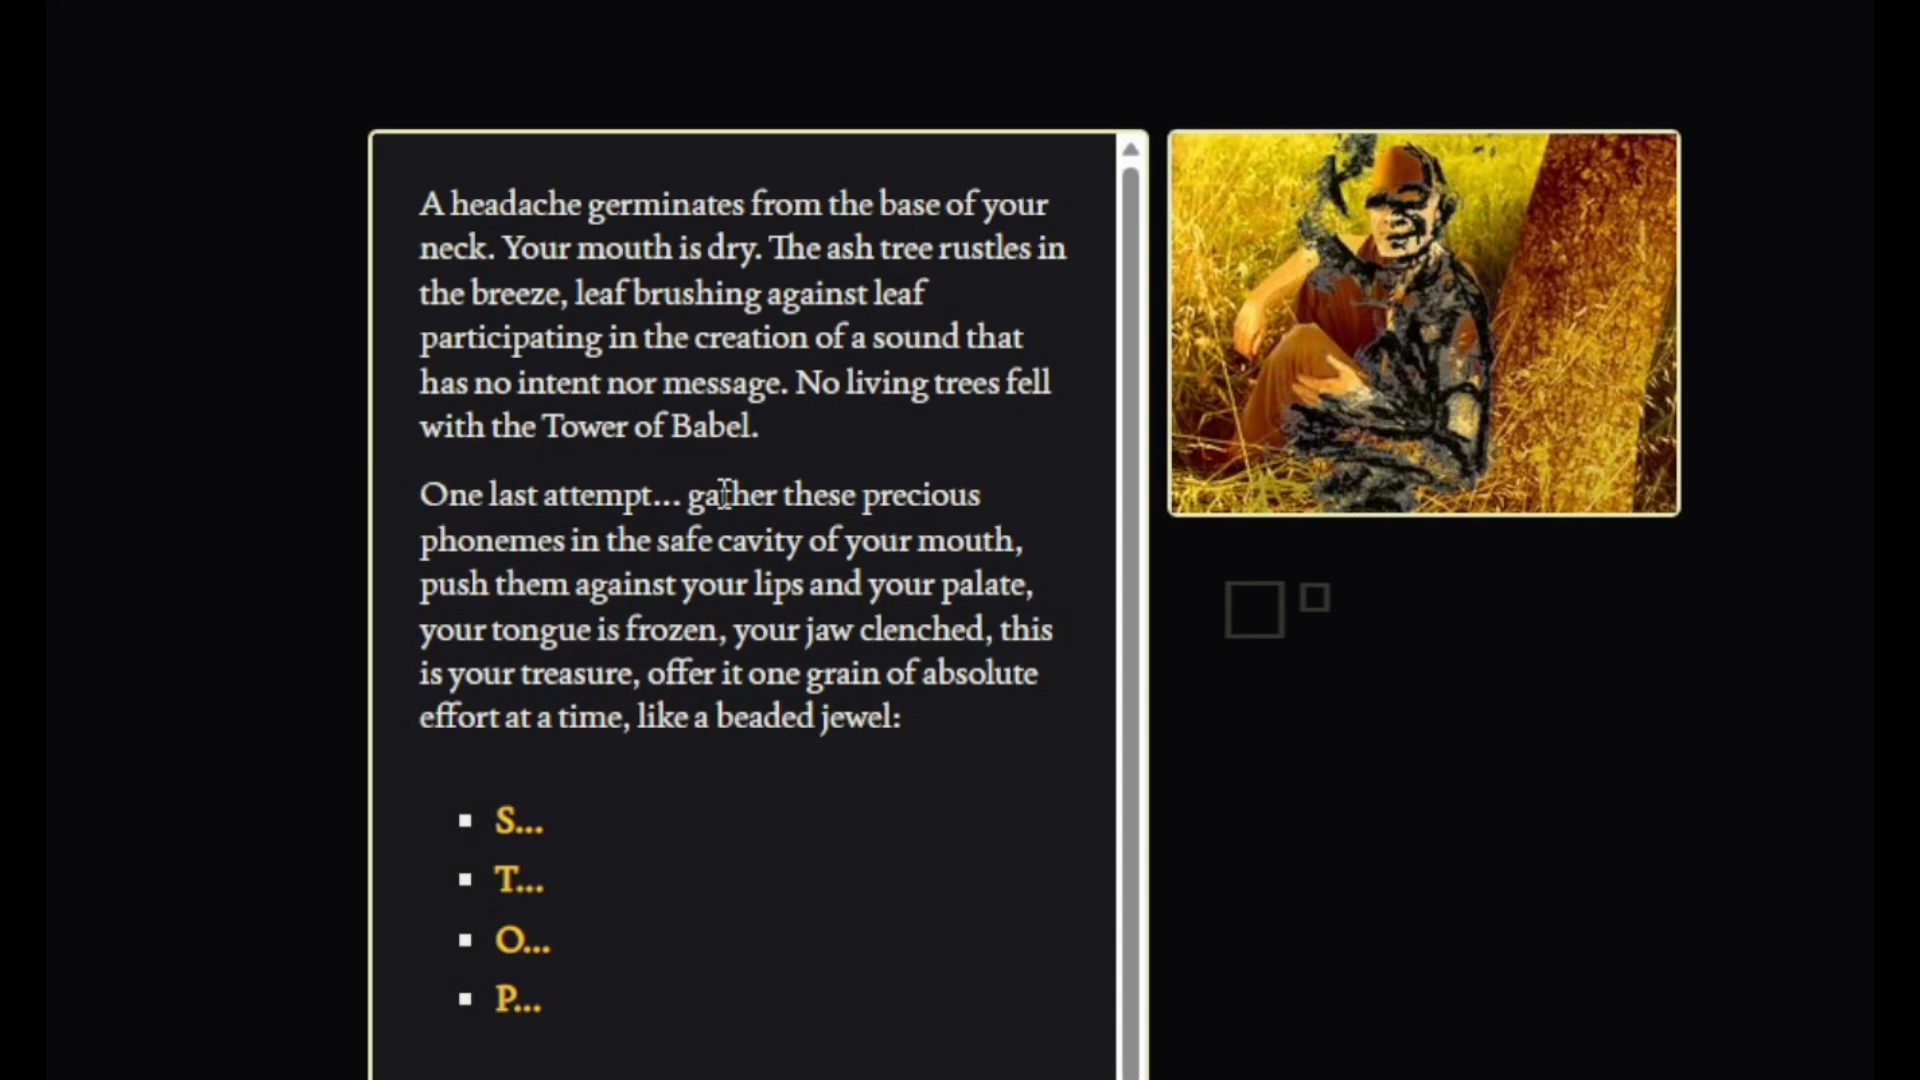 A headache germinates from the base of your
neck. Your mouth is dry. The ash tree rustles in
the breeze, leaf brushing against leaf
participating in the creation of a sound that
has no intent nor message. No living trees fell
with the Tower of Babel.
One last attempt... gather these precious
phonemes in the safe cavity of your mouth,
push them against your lips and your palate,
your tongue is frozen, your jaw clenched, this
is your treasure, offer it one grain of absolute
effort at a time, like a beaded jewel:
S...
T...
O...
P...